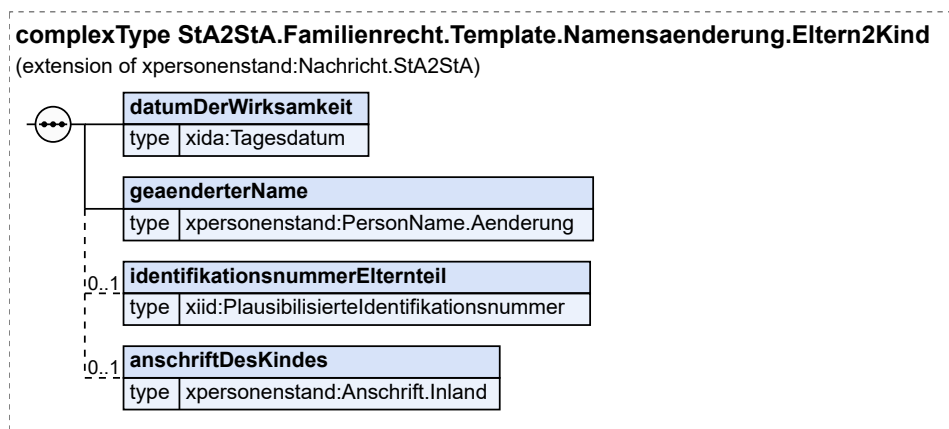 complexType StA2StA.Familienrecht.Template.Namensaenderung.Eltern2Kind
(extension of xpersonenstand:Nachricht.StA2StA)
datumDerWirksamkeit
type xida:Tagesdatum
geaenderterName
type xpersonenstand:PersonName.Aenderung
0..1 identifikationsnummerElternteil
type xiid:PlausibilisierteIdentifikationsnummer
0..1 anschriftDesKindes
type xpersonenstand:Anschrift.Inland